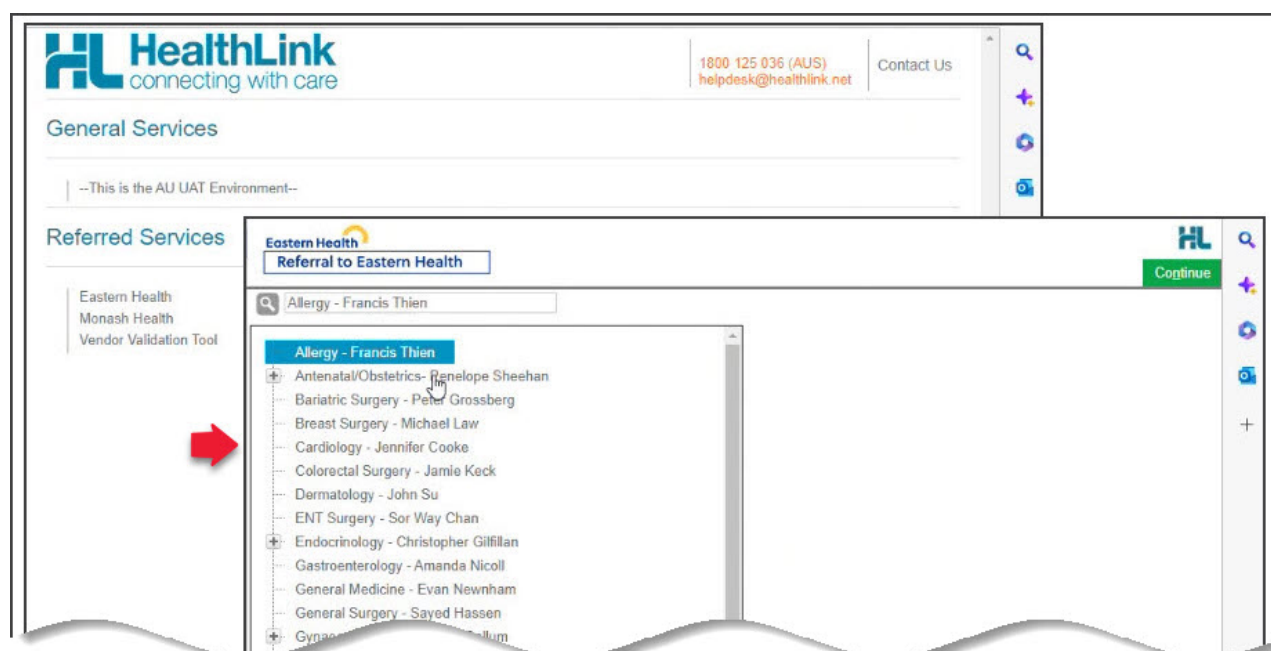 HL HealthLink
connecting with care
1800 125 036 (AUS)
helpdesk@healthlink.net
Contact Us
General Services
--This is the AU UAT Environment--
Referred Services
Eastern Health
Monash Health
Vendor Validation Tool
Eastern Health
Referral to Eastern Health
HL
Continue
Allergy - Francis Thien
Allergy - Francis Thien
Antenatal/Obstetrics- Penelope Sheehan
Bariatric Surgery - Peter Grossberg
Breast Surgery - Michael Law
Cardiology - Jennifer Cooke
Colorectal Surgery - Jamie Keck
Dermatology - John Su
ENT Surgery - Sor Way Chan
Endocrinology - Christopher Gilfillan
Gastroenterology - Amanda Nicoll
General Medicine - Evan Newnham
General Surgery - Sayed Hassen